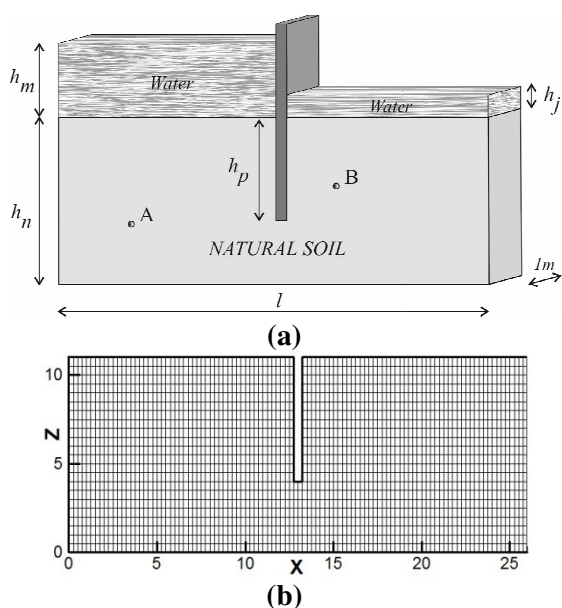 h_m
Water
Water
h_j
h_p
B
h_n
A
NATURAL SOIL
1m
l
(a)
10
Z
5
0
0 5 10 15 20 25
X
(b)